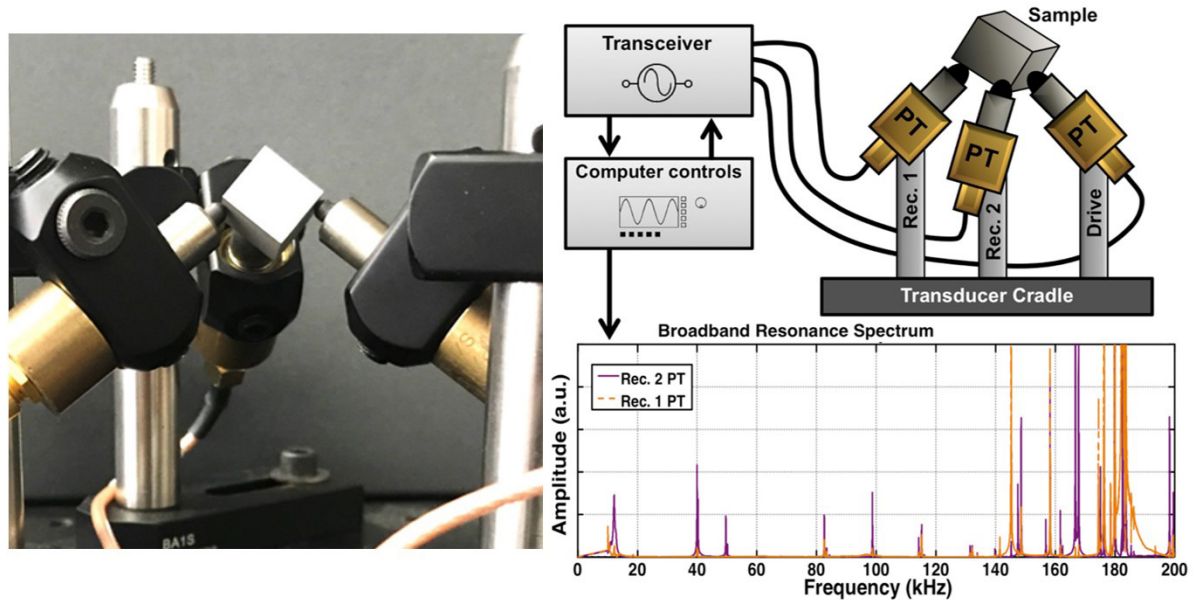 BA1S
Transceiver
Computer controls
Sample
PT
PT
PT
Rec. 1
Rec. 2
Drive
Transducer Cradle
Broadband Resonance Spectrum
Rec. 2 PT
Rec. 1 PT
Amplitude (a.u.)
0 20 40 60 80 100 120 140 160 180 200
Frequency (kHz)